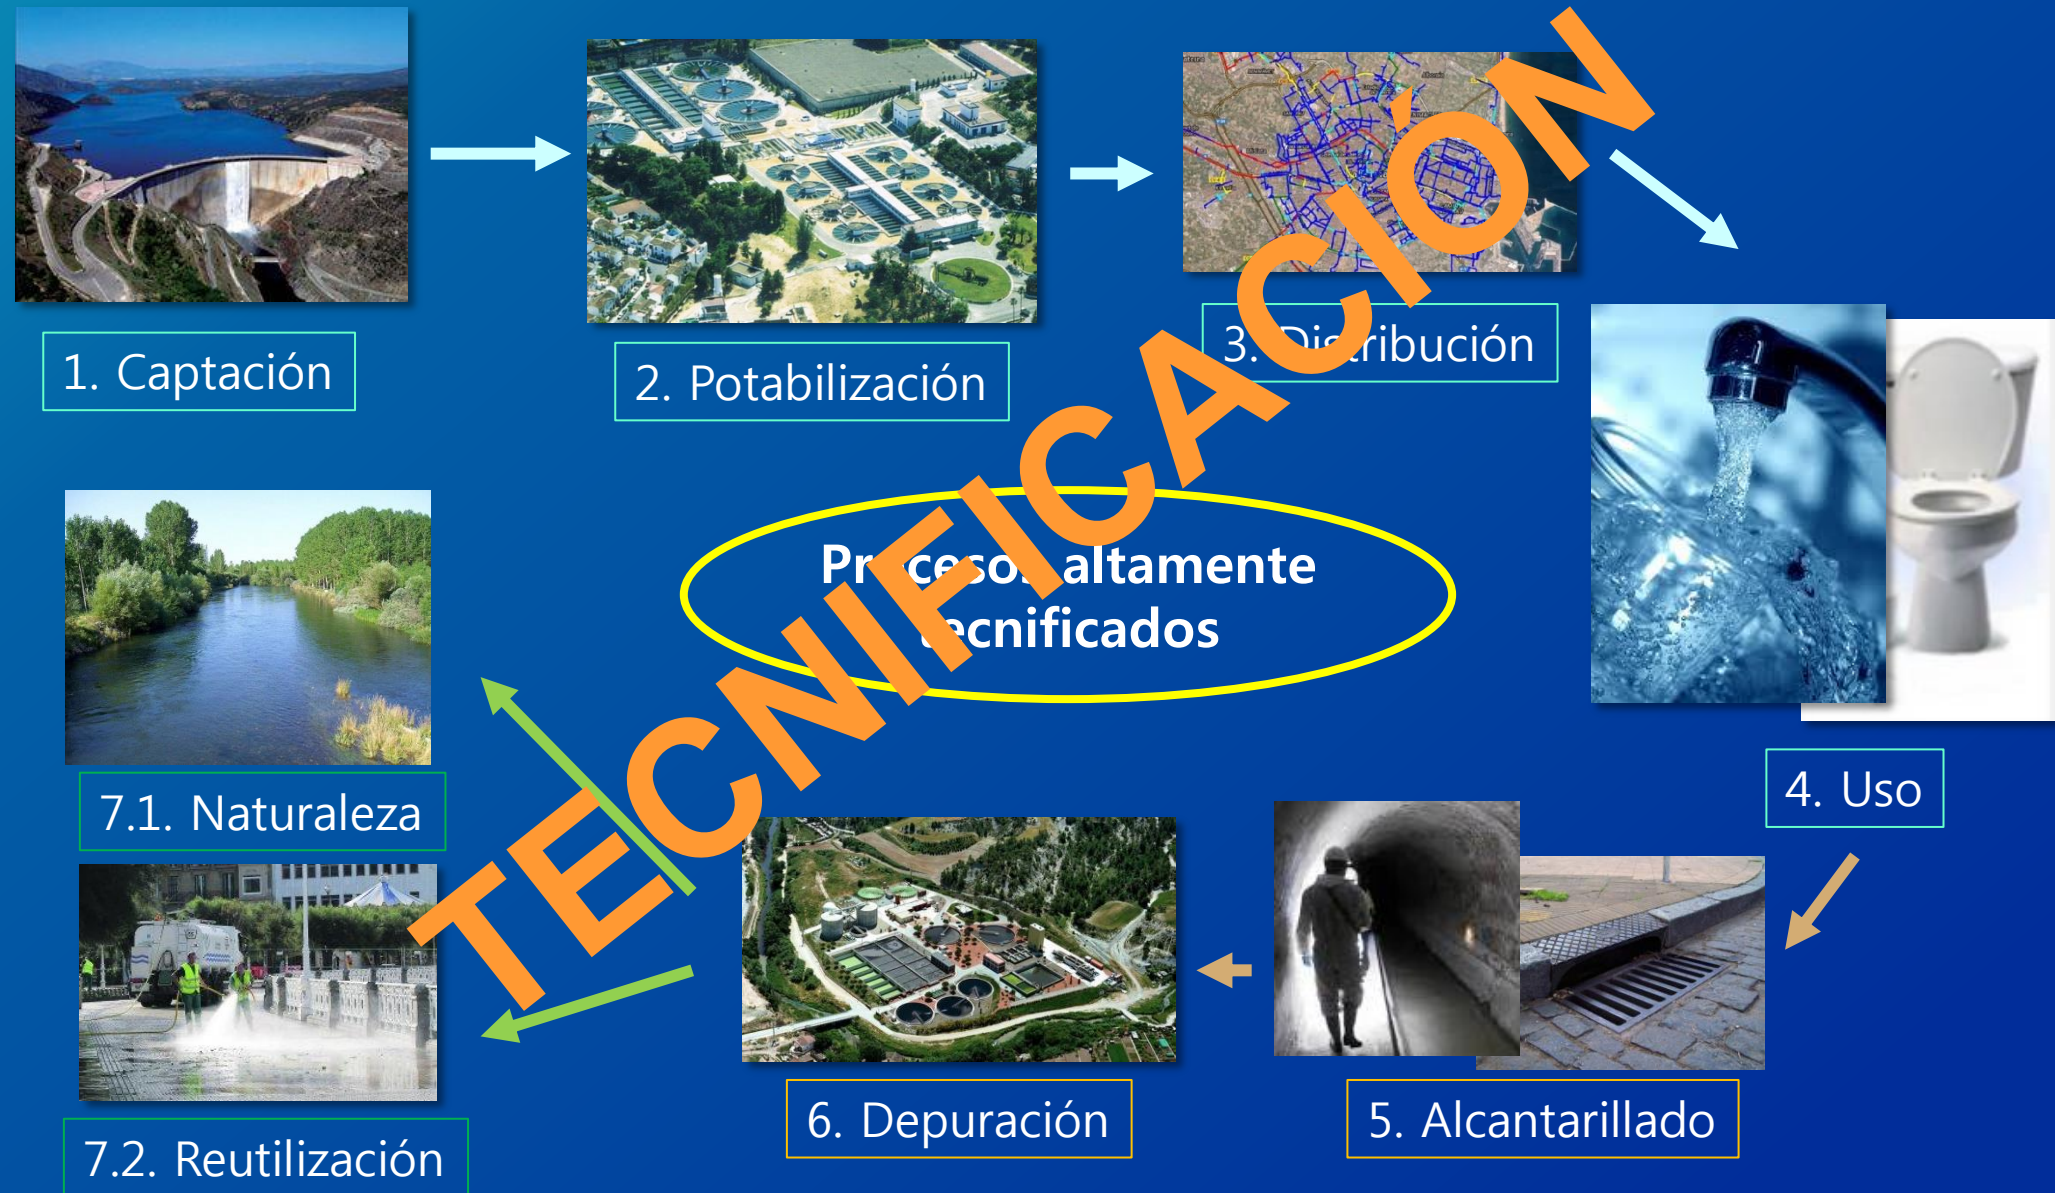 1. Captación
2. Potabilización
3. Distribución
TECNIFICACIÓN
Procesos altamente
tecnificados
4. Uso
7.1. Naturaleza
7.2. Reutilización
6. Depuración
5. Alcantarillado